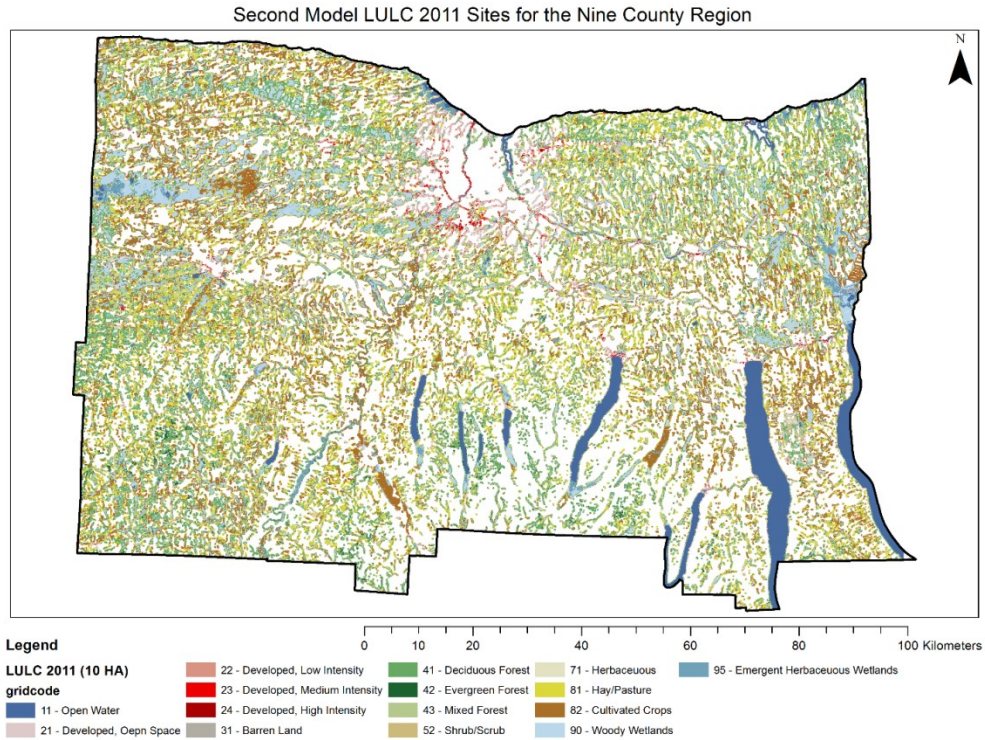 Second Model LULC 2011 Sites for the Nine County Region
N
Legend
0 10 20 40 60 80 100 Kilometers
LULC 2011 (10 HA)
gridcode
11 - Open Water
21 - Developed, Oepn Space
22 - Developed, Low Intensity
23 - Developed, Medium Intensity
24 - Developed, High Intensity
31 - Barren Land
41 - Deciduous Forest
42 - Evergreen Forest
43 - Mixed Forest
52 - Shrub/Scrub
71 - Herbaceuous
81 - Hay/Pasture
82 - Cultivated Crops
90 - Woody Wetlands
95 - Emergent Herbaceuous Wetlands